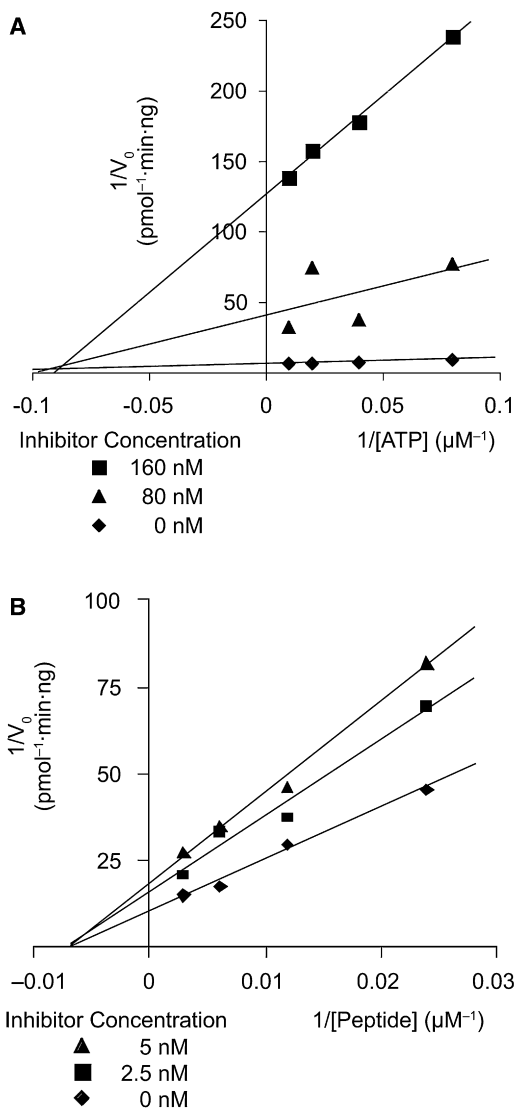 A
250
200
150
100
50
1/V₀
(pmol⁻¹·min·ng)
-0.1
-0.05
0
0.05
0.1
Inhibitor Concentration
1/[ATP] (µM⁻¹)
160 nM
80 nM
0 nM
B
100
75
50
25
1/V₀
(pmol⁻¹·min·ng)
–0.01
0
0.01
0.02
0.03
Inhibitor Concentration
1/[Peptide] (µM⁻¹)
5 nM
2.5 nM
0 nM